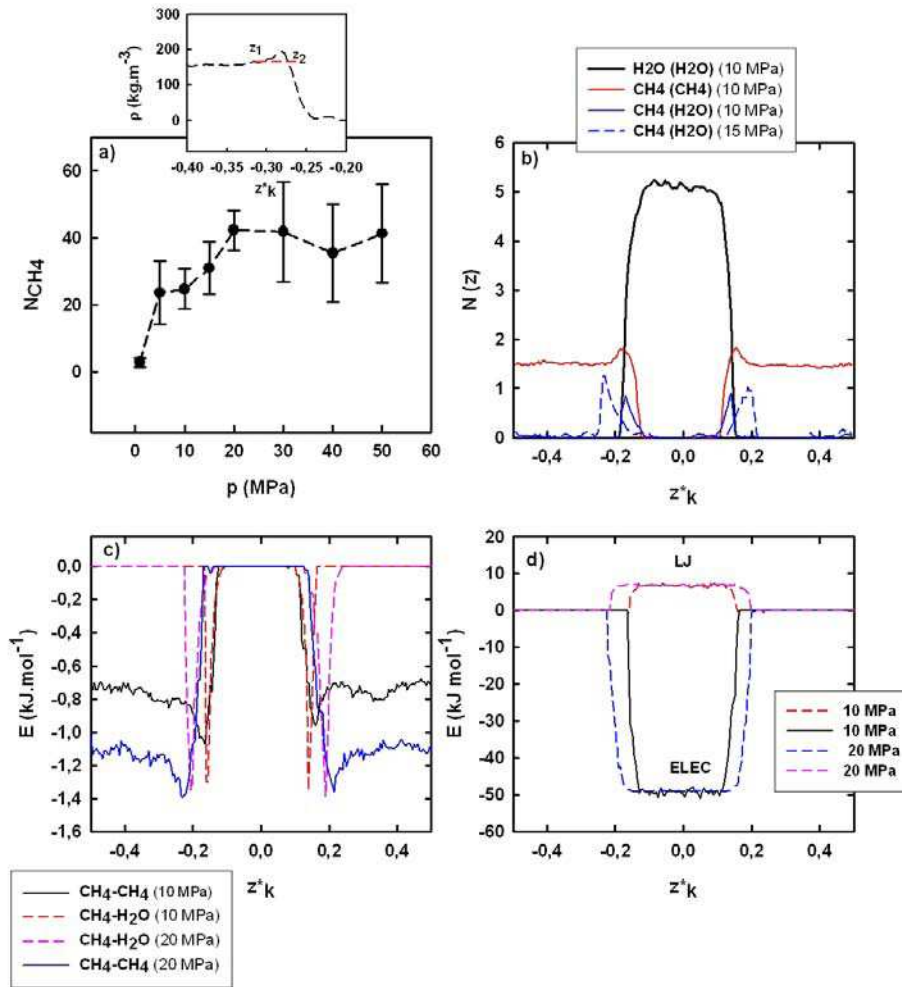 300
200
100
0
ρ (kg.m-3)
z1
z2
-0,40 -0,35 -0,30 -0,25 -0,20
z*k
a)
60
40
20
0
NCH4
0 10 20 30 40 50 60
p (MPa)
H2O (H2O) (10 MPa)
CH4 (CH4) (10 MPa)
CH4 (H2O) (10 MPa)
CH4 (H2O) (15 MPa)
b)
6
5
4
3
2
1
0
N (z)
-0,4 -0,2 0,0 0,2 0,4
z*k
c)
0,0
-0,2
-0,4
-0,6
-0,8
-1,0
-1,2
-1,4
-1,6
E (kJ.mol-1)
-0,4 -0,2 0,0 0,2 0,4
z*k
CH4-CH4 (10 MPa)
CH4-H2O (10 MPa)
CH4-H2O (20 MPa)
CH4-CH4 (20 MPa)
d)
20
10
0
-10
-20
-30
-40
-50
-60
E (kJ mol-1)
LJ
ELEC
-0,4 -0,2 0,0 0,2 0,4
z*k
10 MPa
10 MPa
20 MPa
20 MPa